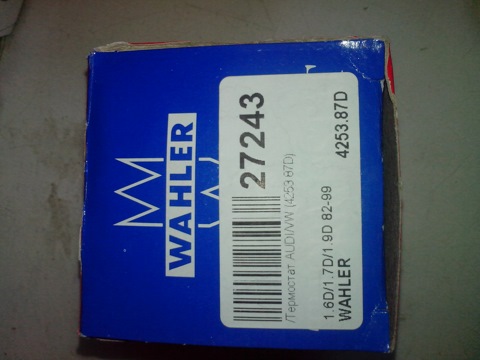 WAHLER
27243
/Термостат AUDI/VW (4253.87D)
1.6D/1.7D/1.9D 82-99
WAHLER 4253.87D